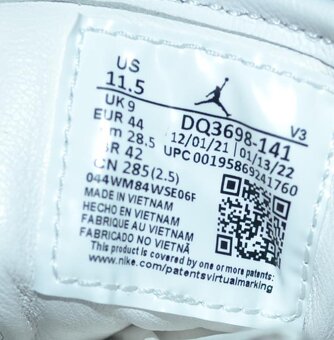 US
11.5
UK 9
EUR 44
cm 28.5
BR 42
CN 285(2.5)
DQ3698-141
V3
12/01/21 | 01/13/22
UPC 00195869241760
044WM84WSE06F
MADE IN VIETNAM
HECHO EN VIETNAM
FABRIQUE AU VIETNAM
FABRICADO NO VIETNÃ
This product is covered by one or more patents:
www.nike.com/patentsvirtualmarking